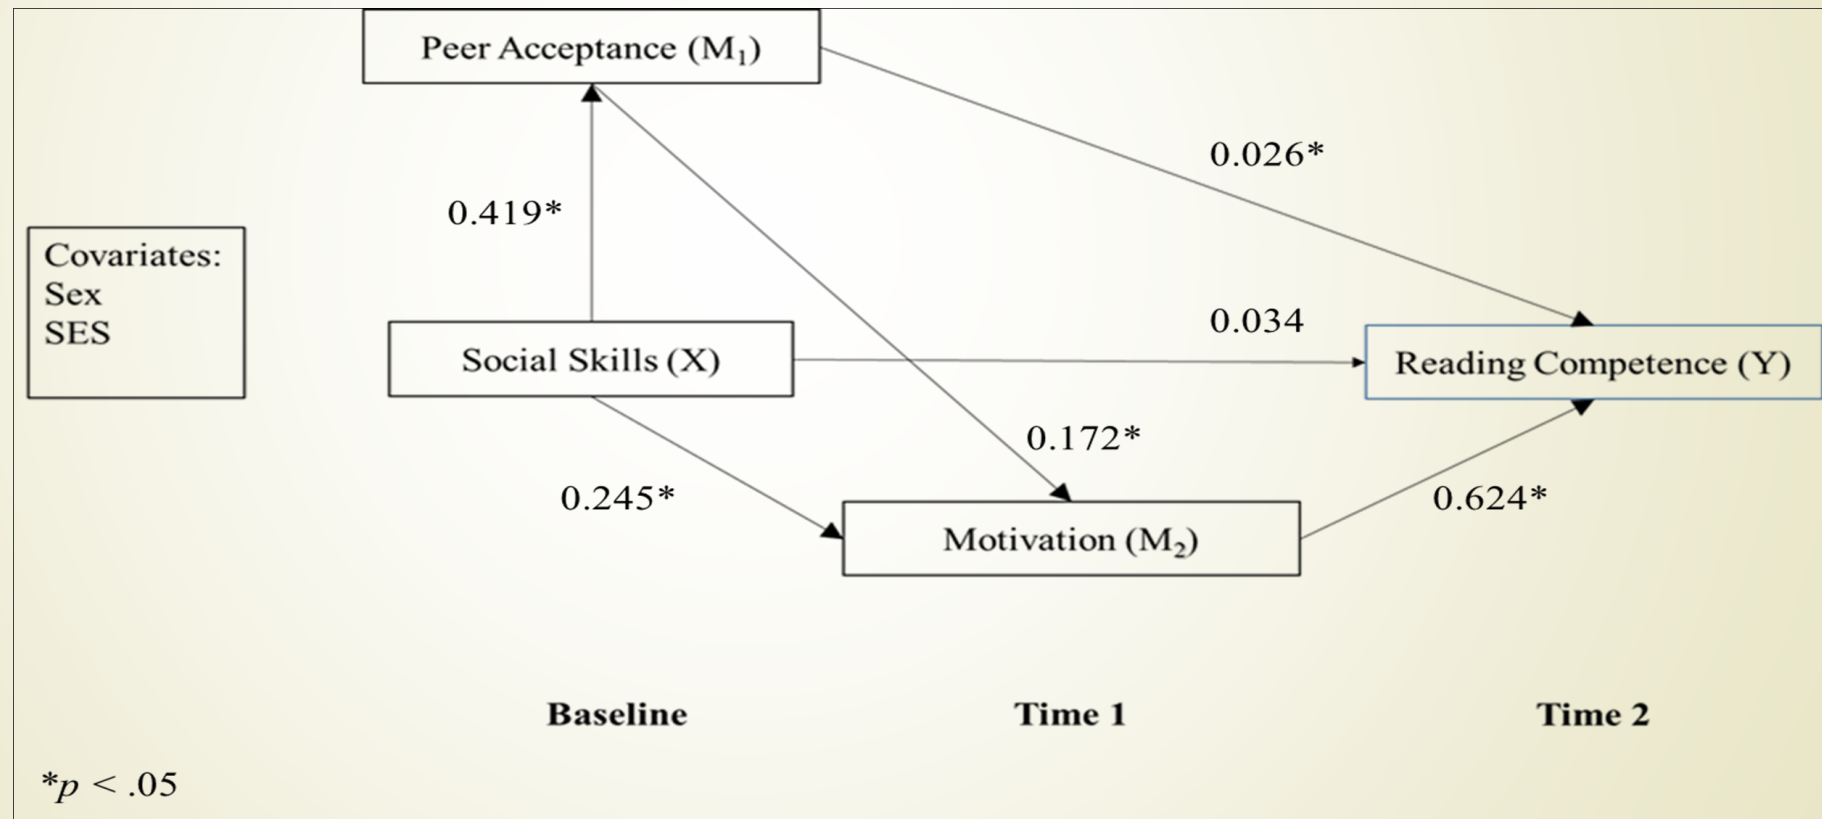 Peer Acceptance (M₁)
0.026*
0.419*
Covariates:
Sex
SES
0.034
Social Skills (X)
Reading Competence (Y)
0.172*
0.245*
0.624*
Motivation (M₂)
Baseline
Time 1
Time 2
*p < .05